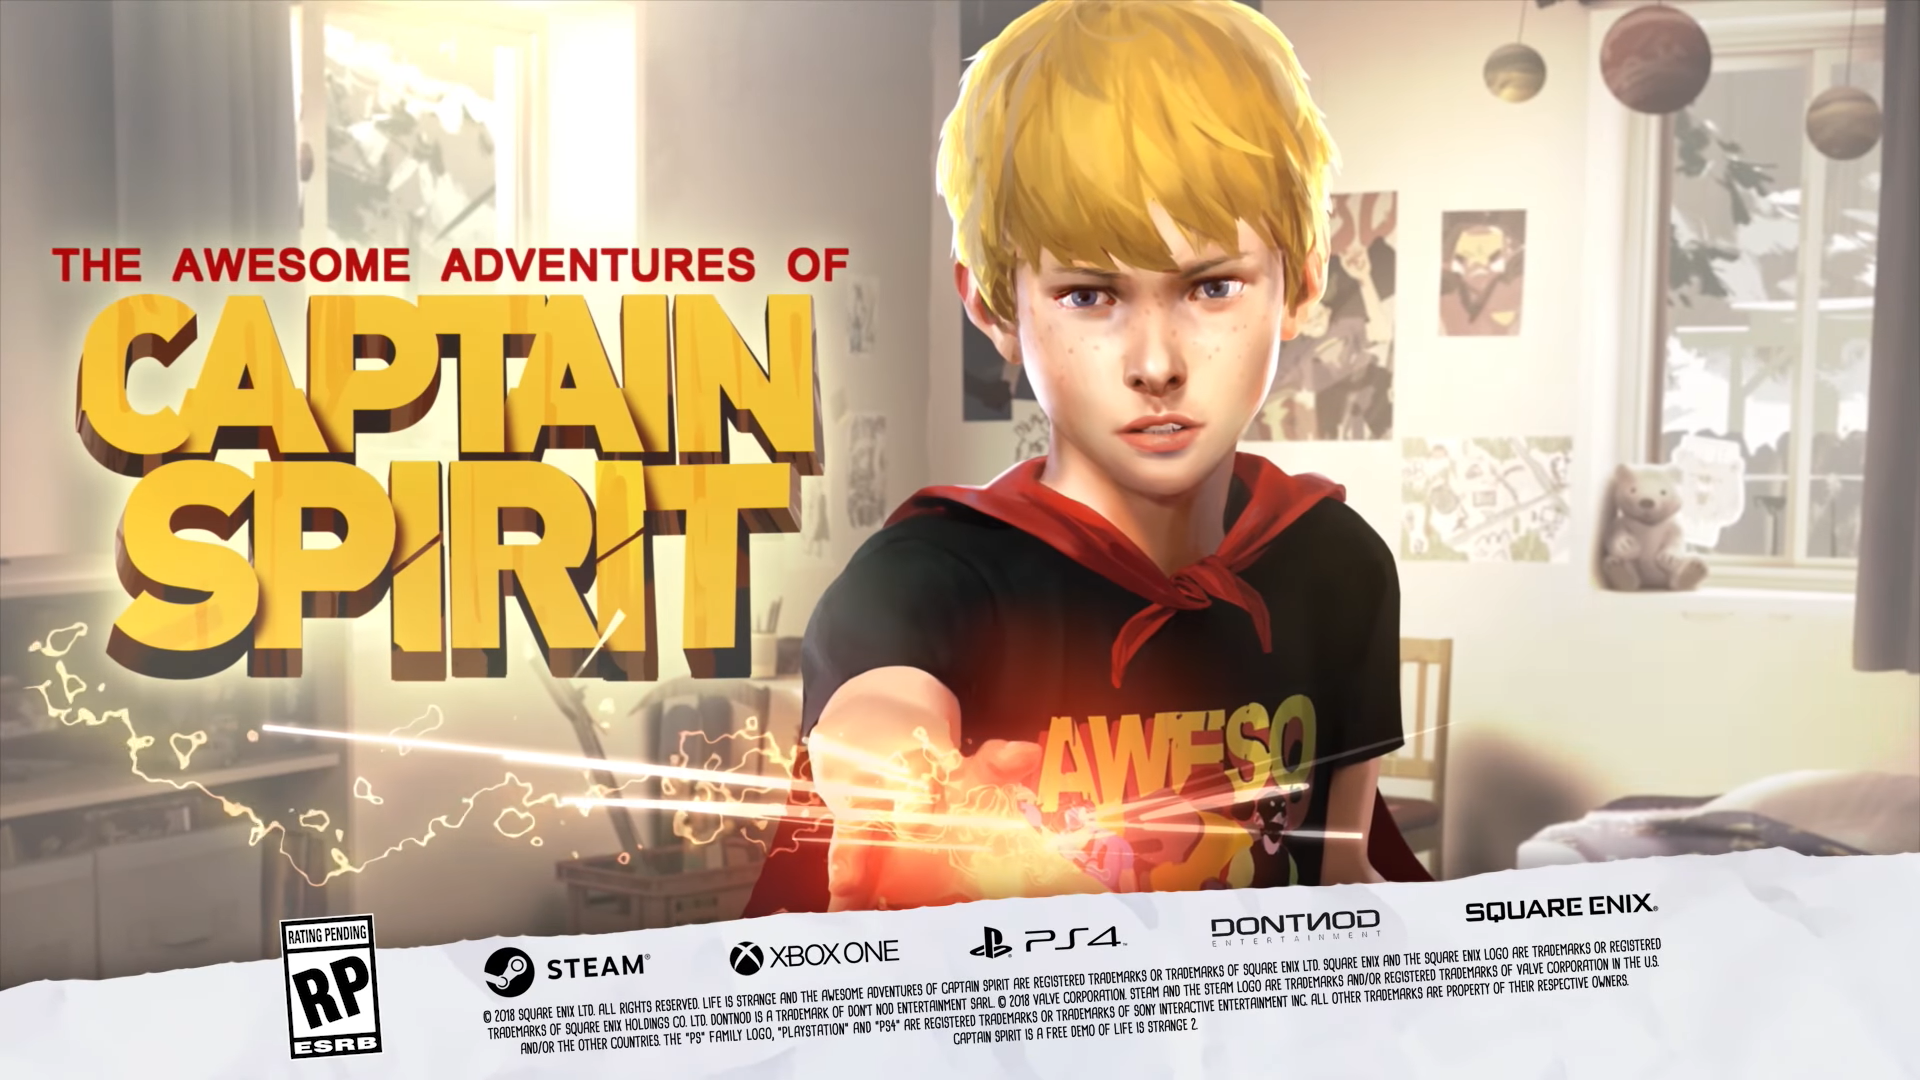 THE AWESOME ADVENTURES OF
CAPTAIN
SPIRIT
AWESO
RATING PENDING
RP
ESRB
STEAM®
XBOX ONE
PS4™
DONTNOD
ENTERTAINMENT
SQUARE ENIX®
© 2018 SQUARE ENIX LTD. ALL RIGHTS RESERVED. LIFE IS STRANGE AND THE AWESOME ADVENTURES OF CAPTAIN SPIRIT ARE REGISTERED TRADEMARKS OR TRADEMARKS OF SQUARE ENIX LTD. SQUARE ENIX AND THE SQUARE ENIX LOGO ARE TRADEMARKS OR REGISTERED
TRADEMARKS OF SQUARE ENIX HOLDINGS CO. LTD. DONTNOD IS A TRADEMARK OF DON'T NOD ENTERTAINMENT SARL. © 2018 VALVE CORPORATION. STEAM AND THE STEAM LOGO ARE TRADEMARKS AND/OR REGISTERED TRADEMARKS OF VALVE CORPORATION IN THE U.S.
AND/OR THE OTHER COUNTRIES. THE "PS" FAMILY LOGO, "PLAYSTATION" AND "PS4" ARE REGISTERED TRADEMARKS OR TRADEMARKS OF SONY INTERACTIVE ENTERTAINMENT INC. ALL OTHER TRADEMARKS ARE PROPERTY OF THEIR RESPECTIVE OWNERS.
CAPTAIN SPIRIT IS A FREE DEMO OF LIFE IS STRANGE 2.